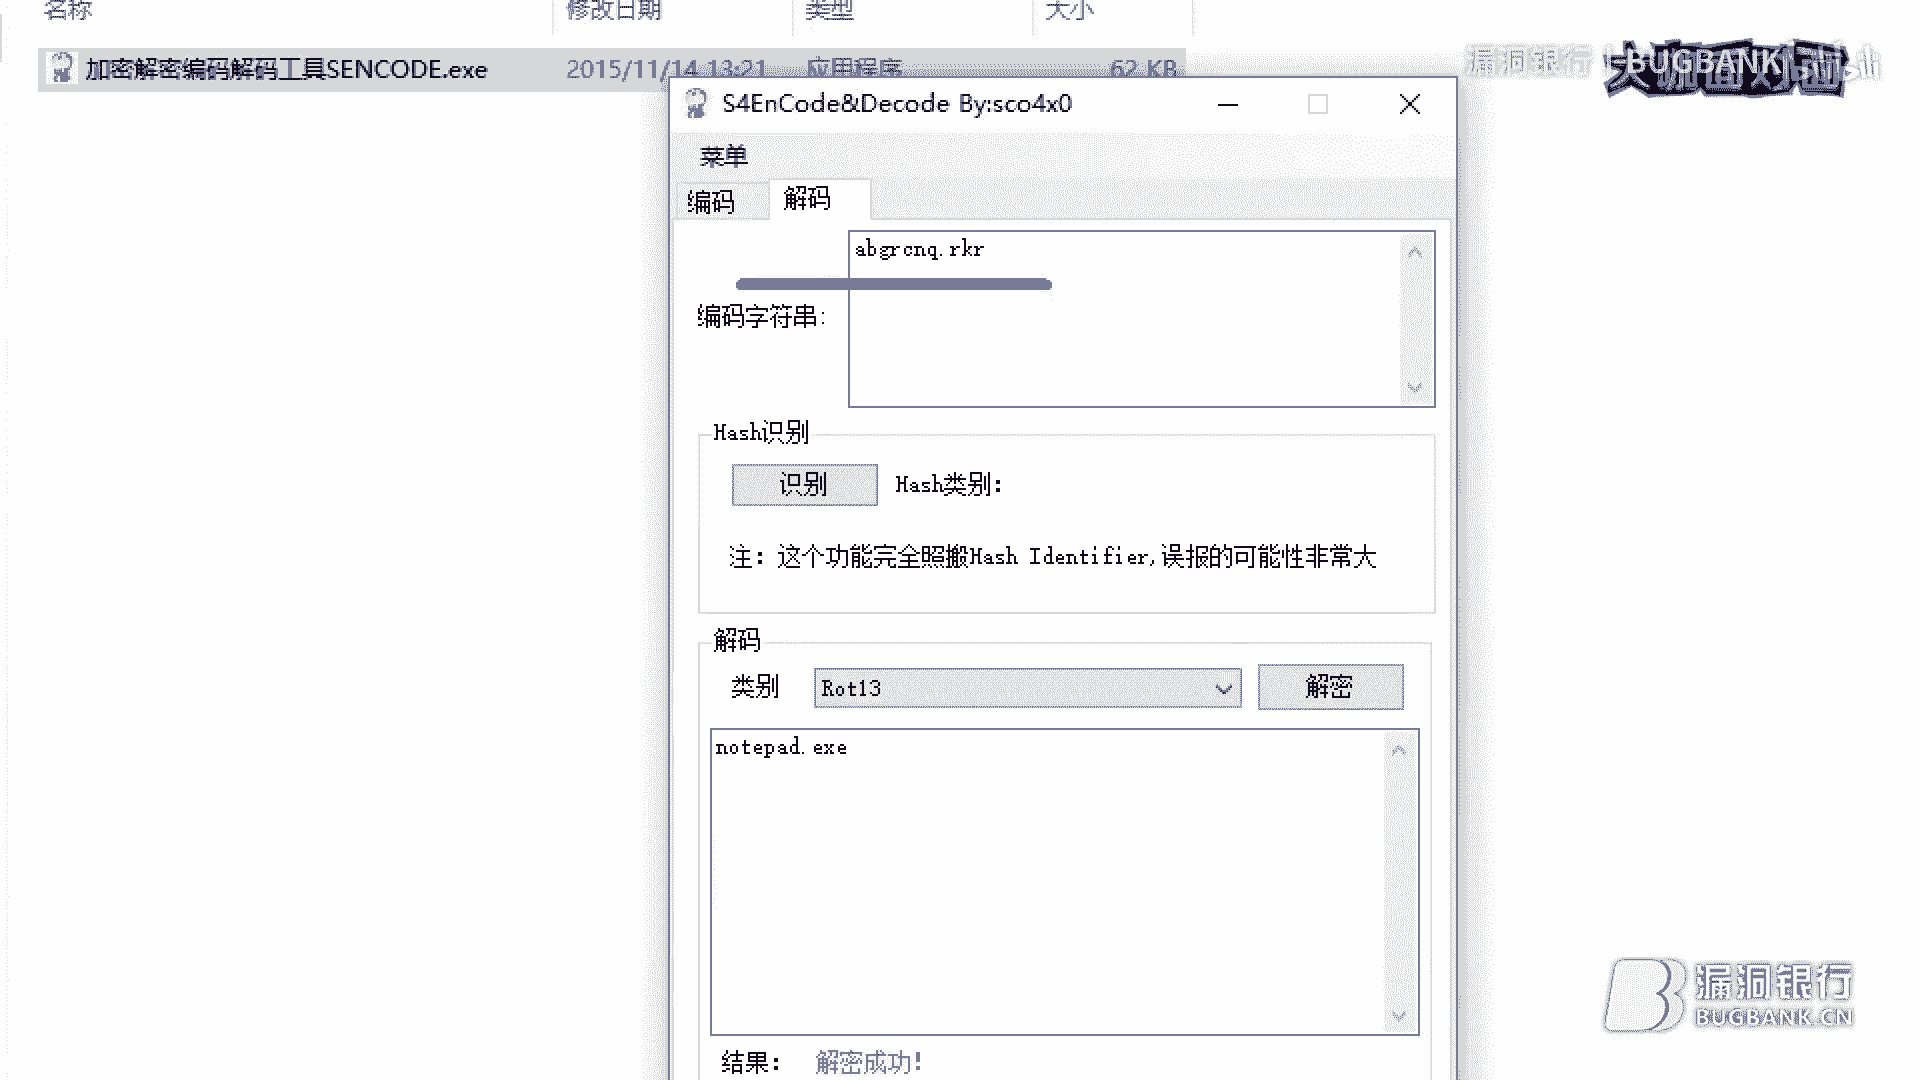 名称 修改日期 类型 大小
加密解密编码解码工具SENCODE.exe 2015/11/14 13:21 应用程序 62 KB
漏洞银行 BUGBANK
S4EnCode&Decode By:sco4x0
菜单
编码 解码
abgrcnq.rkr
编码字符串:
Hash识别
识别 Hash类别:
注: 这个功能完全照搬Hash Identifier,误报的可能性非常大
解码
类别 Rot13 解密
notepad.exe
结果: 解密成功!
漏洞银行
BUGBANK.CN